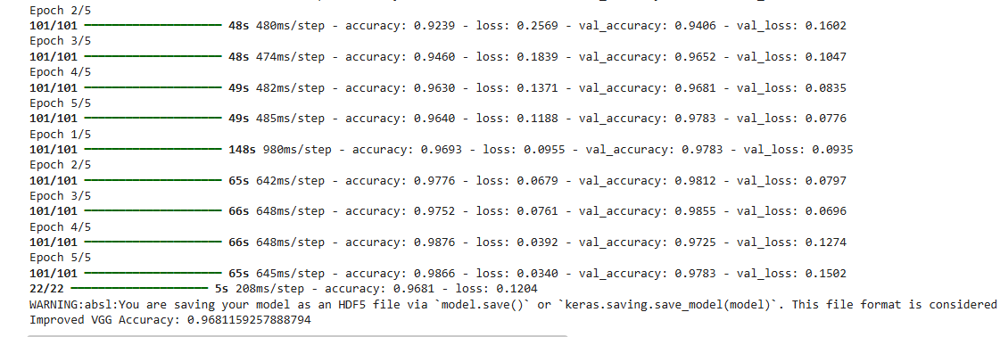 Epoch 2/5
101/101 ━━━━━━━━━━━━━━━━━━━━ 48s 480ms/step - accuracy: 0.9239 - loss: 0.2569 - val_accuracy: 0.9406 - val_loss: 0.1602
Epoch 3/5
101/101 ━━━━━━━━━━━━━━━━━━━━ 48s 474ms/step - accuracy: 0.9460 - loss: 0.1839 - val_accuracy: 0.9652 - val_loss: 0.1047
Epoch 4/5
101/101 ━━━━━━━━━━━━━━━━━━━━ 49s 482ms/step - accuracy: 0.9630 - loss: 0.1371 - val_accuracy: 0.9681 - val_loss: 0.0835
Epoch 5/5
101/101 ━━━━━━━━━━━━━━━━━━━━ 49s 485ms/step - accuracy: 0.9640 - loss: 0.1188 - val_accuracy: 0.9783 - val_loss: 0.0776
Epoch 1/5
101/101 ━━━━━━━━━━━━━━━━━━━━ 148s 980ms/step - accuracy: 0.9693 - loss: 0.0955 - val_accuracy: 0.9783 - val_loss: 0.0935
Epoch 2/5
101/101 ━━━━━━━━━━━━━━━━━━━━ 65s 642ms/step - accuracy: 0.9776 - loss: 0.0679 - val_accuracy: 0.9812 - val_loss: 0.0797
Epoch 3/5
101/101 ━━━━━━━━━━━━━━━━━━━━ 66s 648ms/step - accuracy: 0.9752 - loss: 0.0761 - val_accuracy: 0.9855 - val_loss: 0.0696
Epoch 4/5
101/101 ━━━━━━━━━━━━━━━━━━━━ 66s 648ms/step - accuracy: 0.9876 - loss: 0.0392 - val_accuracy: 0.9725 - val_loss: 0.1274
Epoch 5/5
101/101 ━━━━━━━━━━━━━━━━━━━━ 65s 645ms/step - accuracy: 0.9866 - loss: 0.0340 - val_accuracy: 0.9783 - val_loss: 0.1502
22/22 ━━━━━━━━━━━━━━━━━━━━ 5s 208ms/step - accuracy: 0.9681 - loss: 0.1204
WARNING:absl:You are saving your model as an HDF5 file via `model.save()` or `keras.saving.save_model(model)`. This file format is considered
Improved VGG Accuracy: 0.9681159257888794